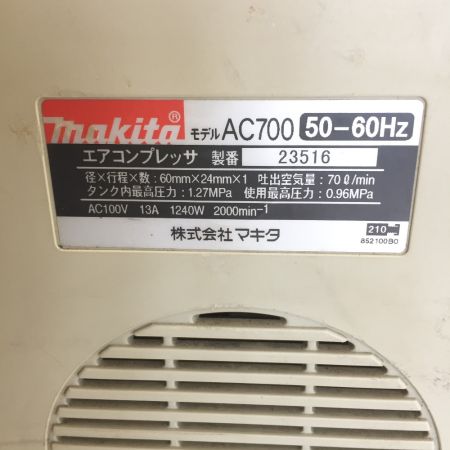 makita® モデル AC700 50-60Hz
エアコンプレッサ 製番 23516
径×行程×数：60mm×24mm×1 吐出空気量：70ℓ/min
タンク内最高圧力：1.27MPa 使用最高圧力：0.96MPa
AC100V 13A 1240W 2000min⁻¹
株式会社マキタ
210
852100B0